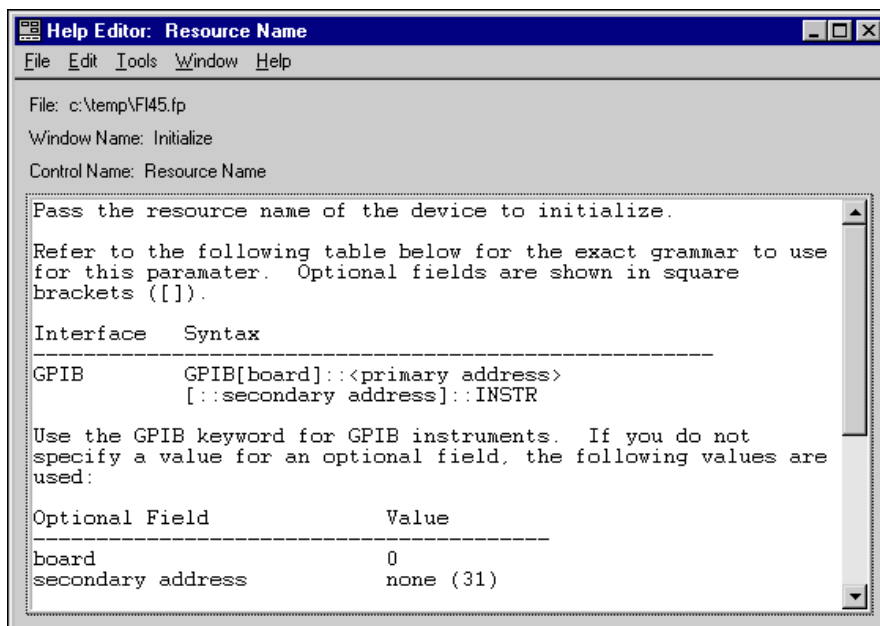 Help Editor: Resource Name
File Edit Tools Window Help
File: c:\temp\Fl45.fp
Window Name: Initialize
Control Name: Resource Name
Pass the resource name of the device to initialize.
Refer to the following table below for the exact grammar to use
for this paramater. Optional fields are shown in square
brackets ([]).
Interface Syntax
------------------------------------------------------
GPIB GPIB[board]::<primary address>
[::secondary address]::INSTR
Use the GPIB keyword for GPIB instruments. If you do not
specify a value for an optional field, the following values are
used:
Optional Field Value
-----------------------------------------
board 0
secondary address none (31)